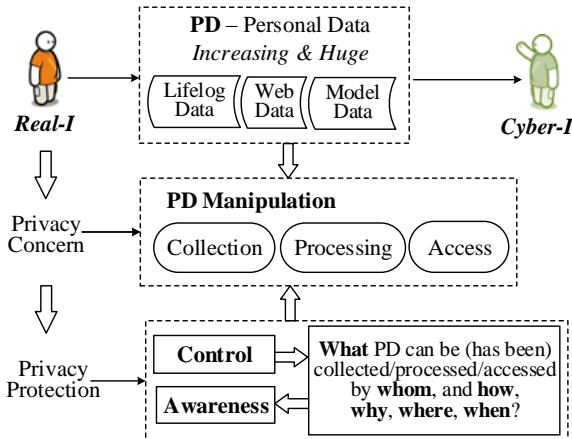 PD – Personal Data
Increasing & Huge
Lifelog
Data
Web
Data
Model
Data
Real-I
Cyber-I
PD Manipulation
Collection
Processing
Access
Privacy
Concern
Privacy
Protection
Control
Awareness
What PD can be (has been)
collected/processed/accessed
by whom, and how,
why, where, when?